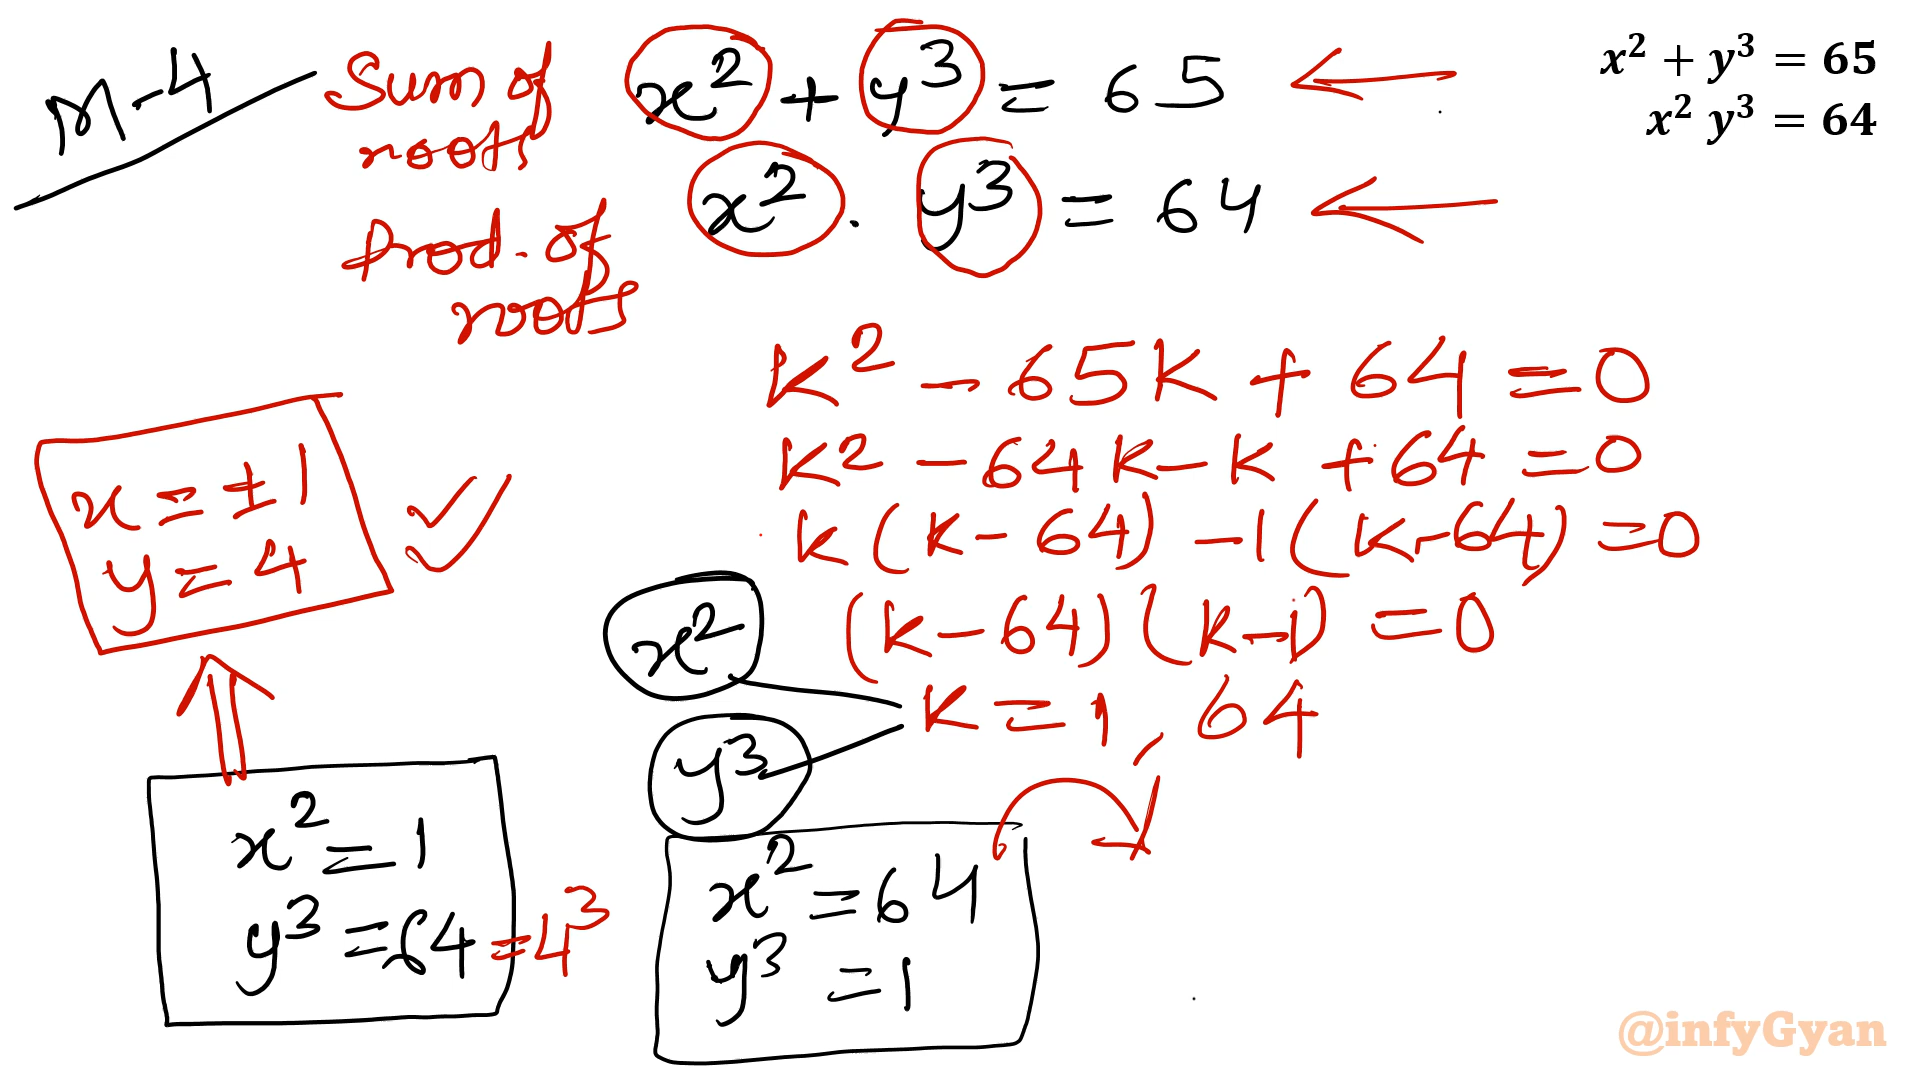 M-4
Sum of roots
x² + y³ = 65
x² + y³ = 65
x² y³ = 64
Prod. of roots
x² . y³ = 64
k² - 65k + 64 = 0
k² - 64k - k + 64 = 0
k(k - 64) - 1(k - 64) = 0
(k - 64)(k - 1) = 0
k = 1, 64
x²
y³
x² = 64
y³ = 1
x² = 1
y³ = 64 = 4³
x = ±1
y = 4
@infyGyan